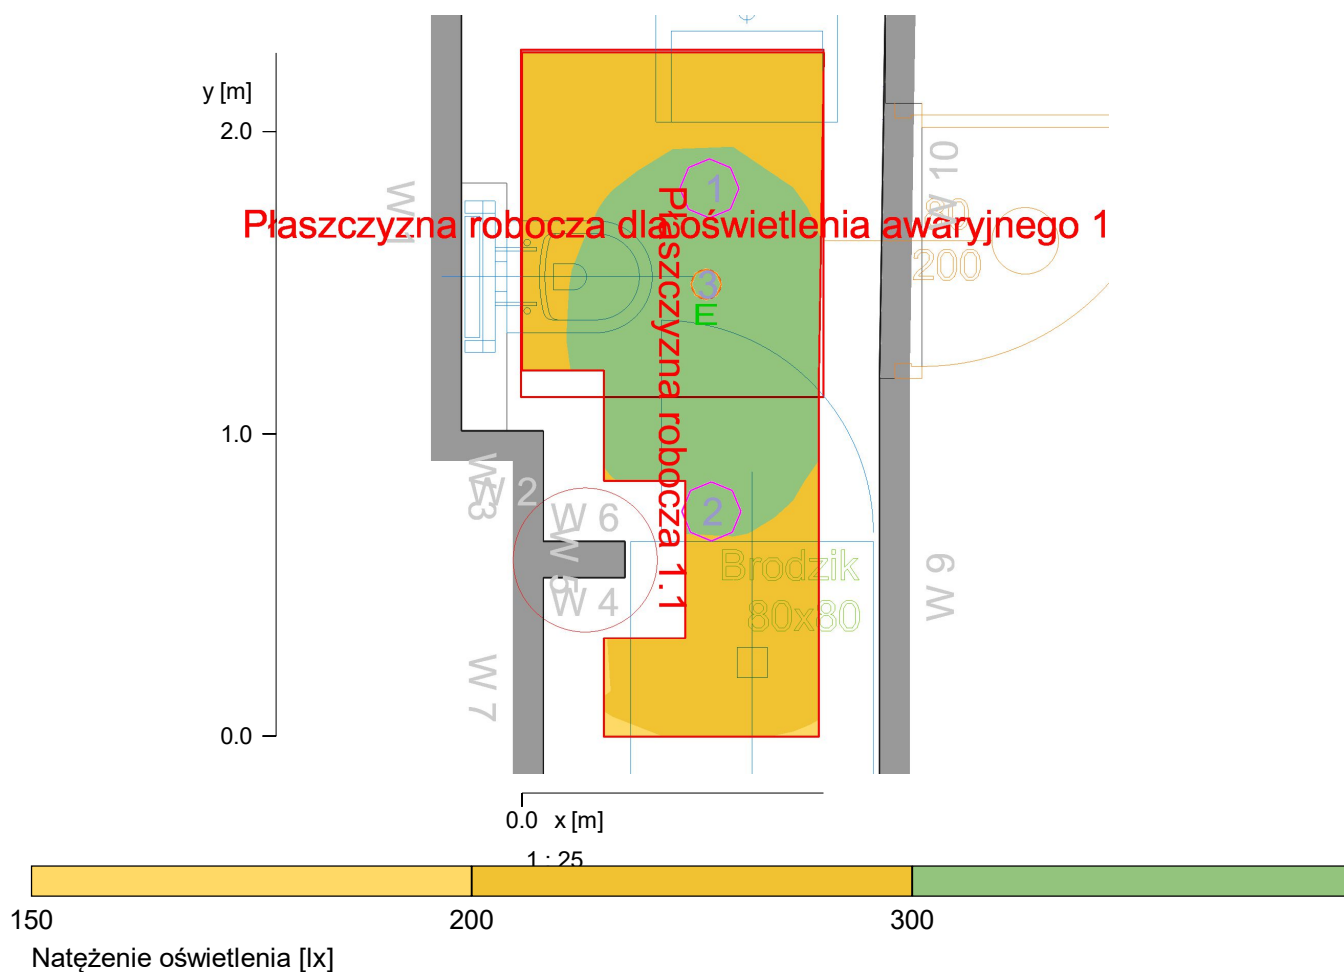 y [m]
2.0
1
W 10
W 1
80
Płaszczyzna robocza dla oświetlenia awaryjnego 1
200
3
E
Płaszczyzna robocza 1.1
1.0
W 3
W 2
W 6
2
W 5
Brodzik
W 9
W 4
80x80
W 7
0.0
0.0 x [m]
1 : 25
150 200 300
Natężenie oświetlenia [lx]